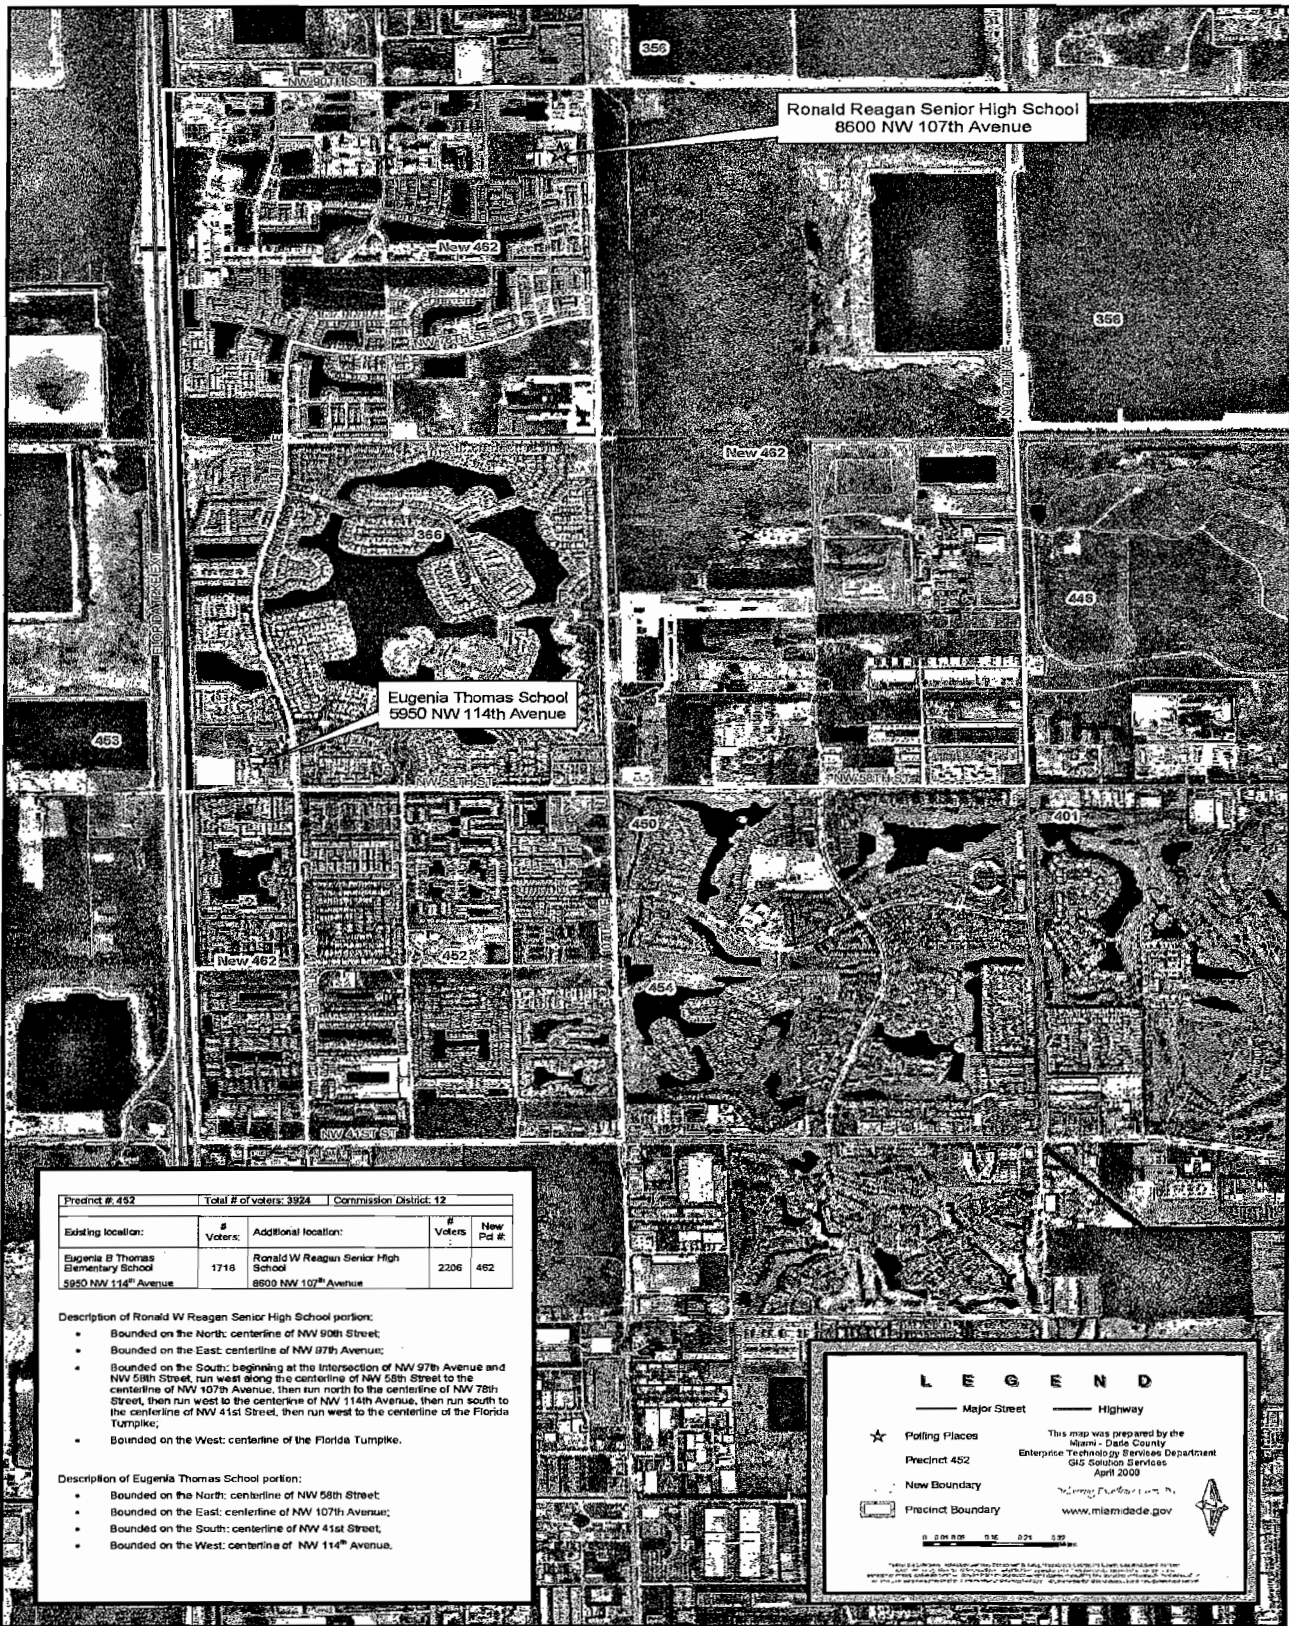 356
NW 90TH ST
Ronald Reagan Senior High School
8600 NW 107th Avenue
New 462
356
New 462
366
446
Eugenia Thomas School
5950 NW 114th Avenue
453
NW 58TH ST
NW 58TH ST
450
401
New 462
452
454
NW 41ST ST
Precinct #: 452 Total # of voters: 3924 Commission District: 12
Existing location: # Voters: Additional location: # Voters : New Pct #:
Eugenia B Thomas Elementary School 5950 NW 114th Avenue 1718 Ronald W Reagan Senior High School 8600 NW 107th Avenue 2206 462
Description of Ronald W Reagan Senior High School portion:
• Bounded on the North: centerline of NW 90th Street;
• Bounded on the East: centerline of NW 97th Avenue;
• Bounded on the South: beginning at the intersection of NW 97th Avenue and
NW 58th Street, run west along the centerline of NW 58th Street to the
centerline of NW 107th Avenue, then run north to the centerline of NW 78th
Street, then run west to the centerline of NW 114th Avenue, then run south to
the centerline of NW 41st Street, then run west to the centerline of the Florida
Turnpike;
• Bounded on the West: centerline of the Florida Turnpike.
Description of Eugenia Thomas School portion:
• Bounded on the North: centerline of NW 58th Street;
• Bounded on the East: centerline of NW 107th Avenue;
• Bounded on the South: centerline of NW 41st Street;
• Bounded on the West: centerline of NW 114th Avenue.
LEGEND
Major Street Highway
Polling Places
Precinct 452
New Boundary
Precinct Boundary
This map was prepared by the
Miami - Dade County
Enterprise Technology Services Department
GIS Solution Services
April 2008
www.miamidade.gov